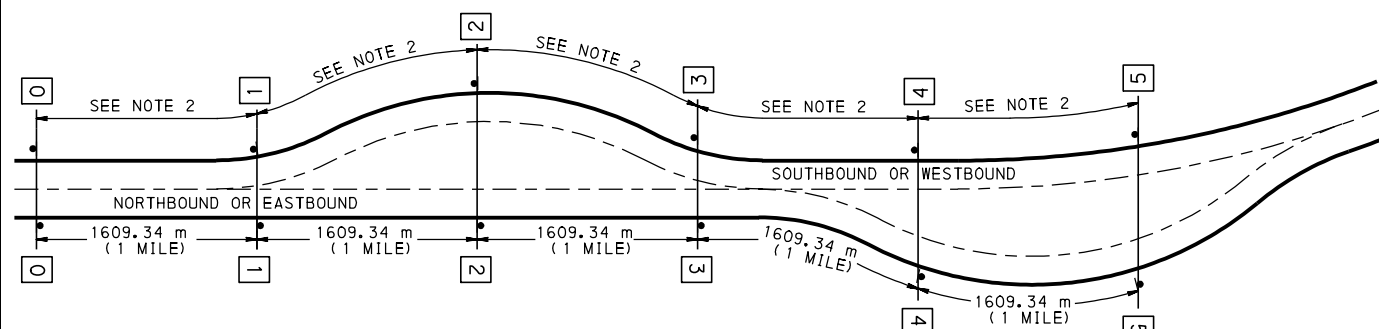 0
1
2
3
4
5
SEE NOTE 2
SEE NOTE 2
SEE NOTE 2
SEE NOTE 2
SEE NOTE 2
SOUTHBOUND OR WESTBOUND
NORTHBOUND OR EASTBOUND
1609.34 m
(1 MILE)
1609.34 m
(1 MILE)
1609.34 m
(1 MILE)
1609.34 m
(1 MILE)
1609.34 m
(1 MILE)
0
1
2
3
4
5